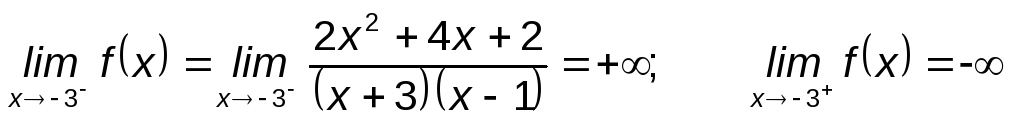 lim x→-3⁻ f(x) = lim x→-3⁻ (2x² + 4x + 2)/((x + 3)(x - 1)) = +∞; lim x→-3⁺ f(x) = -∞